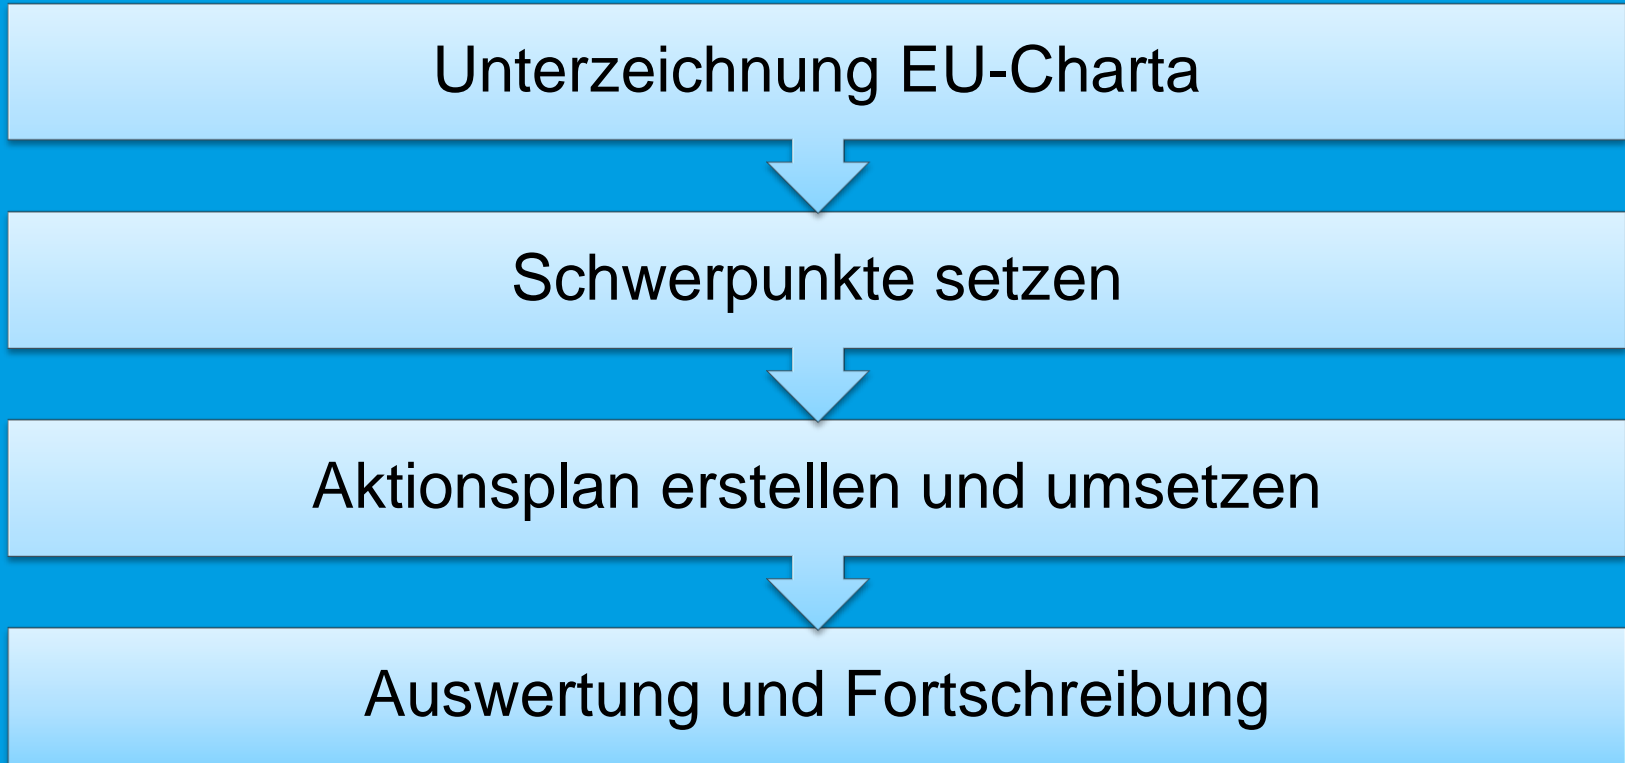 Unterzeichnung EU-Charta
Schwerpunkte setzen
Aktionsplan erstellen und umsetzen
Auswertung und Fortschreibung